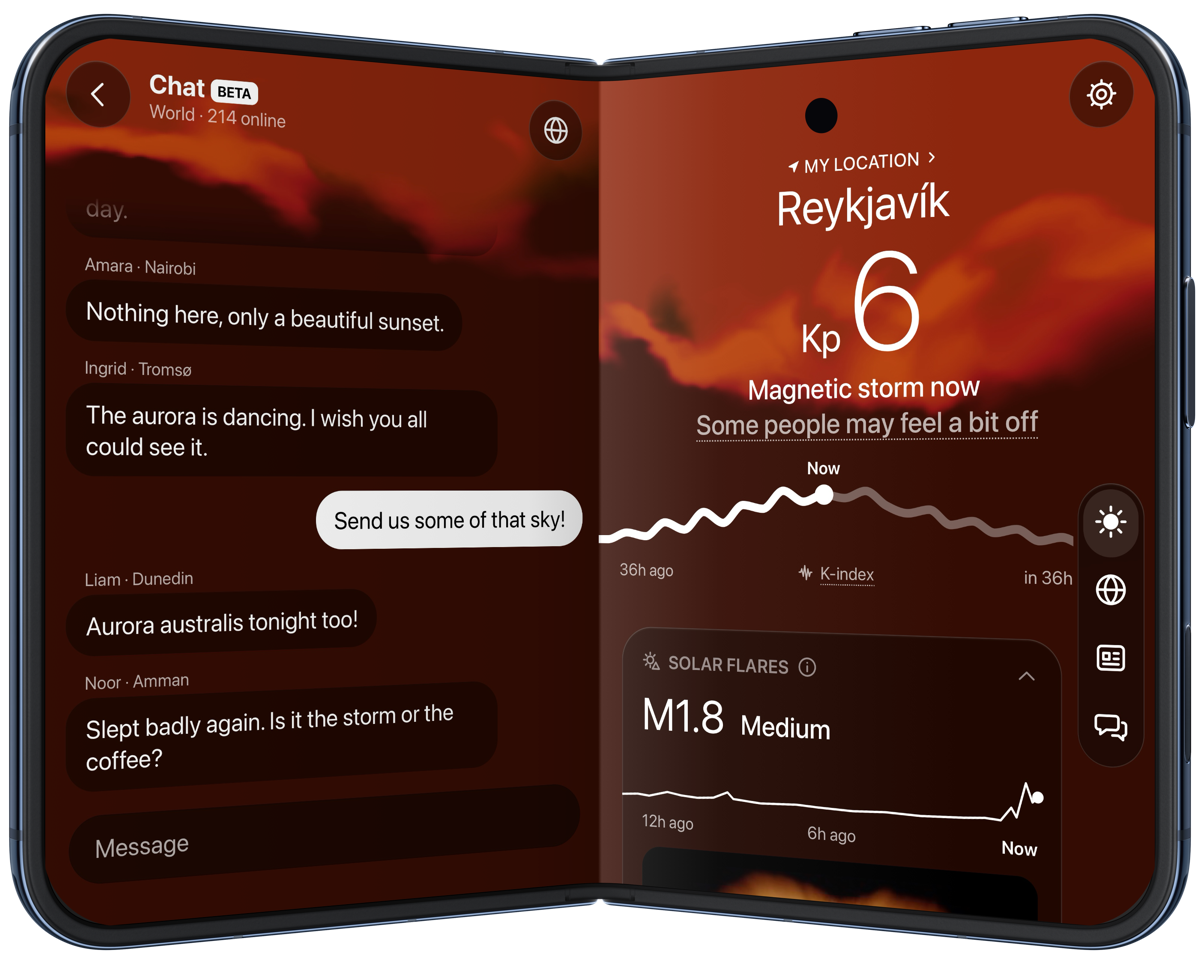 Chat BETA
World · 214 online
day.
Amara · Nairobi
Nothing here, only a beautiful sunset.
Ingrid · Tromsø
The aurora is dancing. I wish you all
could see it.
Send us some of that sky!
Liam · Dunedin
Aurora australis tonight too!
Noor · Amman
Slept badly again. Is it the storm or the
coffee?
Message
MY LOCATION
Reykjavík
Kp 6
Magnetic storm now
Some people may feel a bit off
Now
36h ago
K-index
in 36h
SOLAR FLARES
M1.8 Medium
12h ago
6h ago
Now